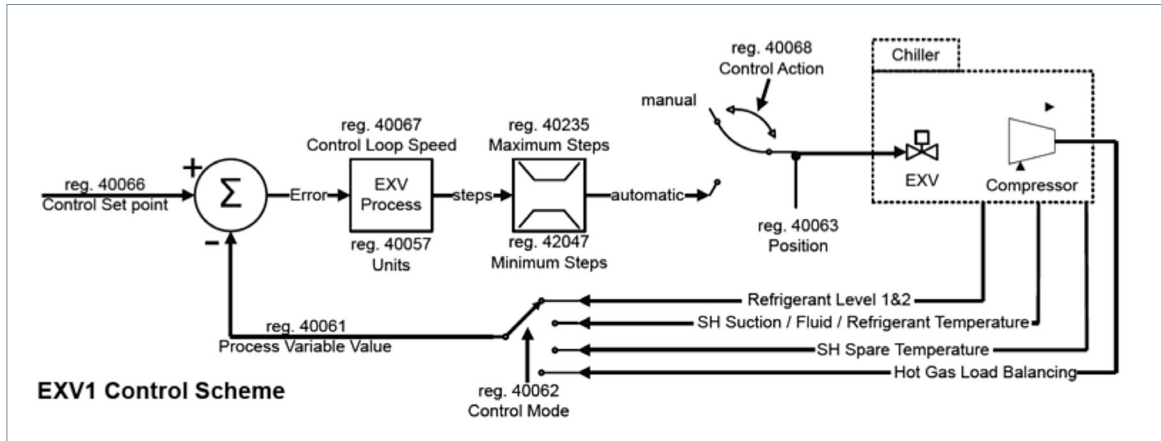 reg. 40068
Control Action
Chiller
manual
reg. 40067
Control Loop Speed
reg. 40235
Maximum Steps
+
reg. 40066
Control Set point
Σ
Error
EXV
Process
steps
automatic
EXV
Compressor
-
reg. 40057
Units
reg. 42047
Minimum Steps
reg. 40063
Position
Refrigerant Level 1&2
SH Suction / Fluid / Refrigerant Temperature
reg. 40061
Process Variable Value
SH Spare Temperature
Hot Gas Load Balancing
EXV1 Control Scheme
reg. 40062
Control Mode